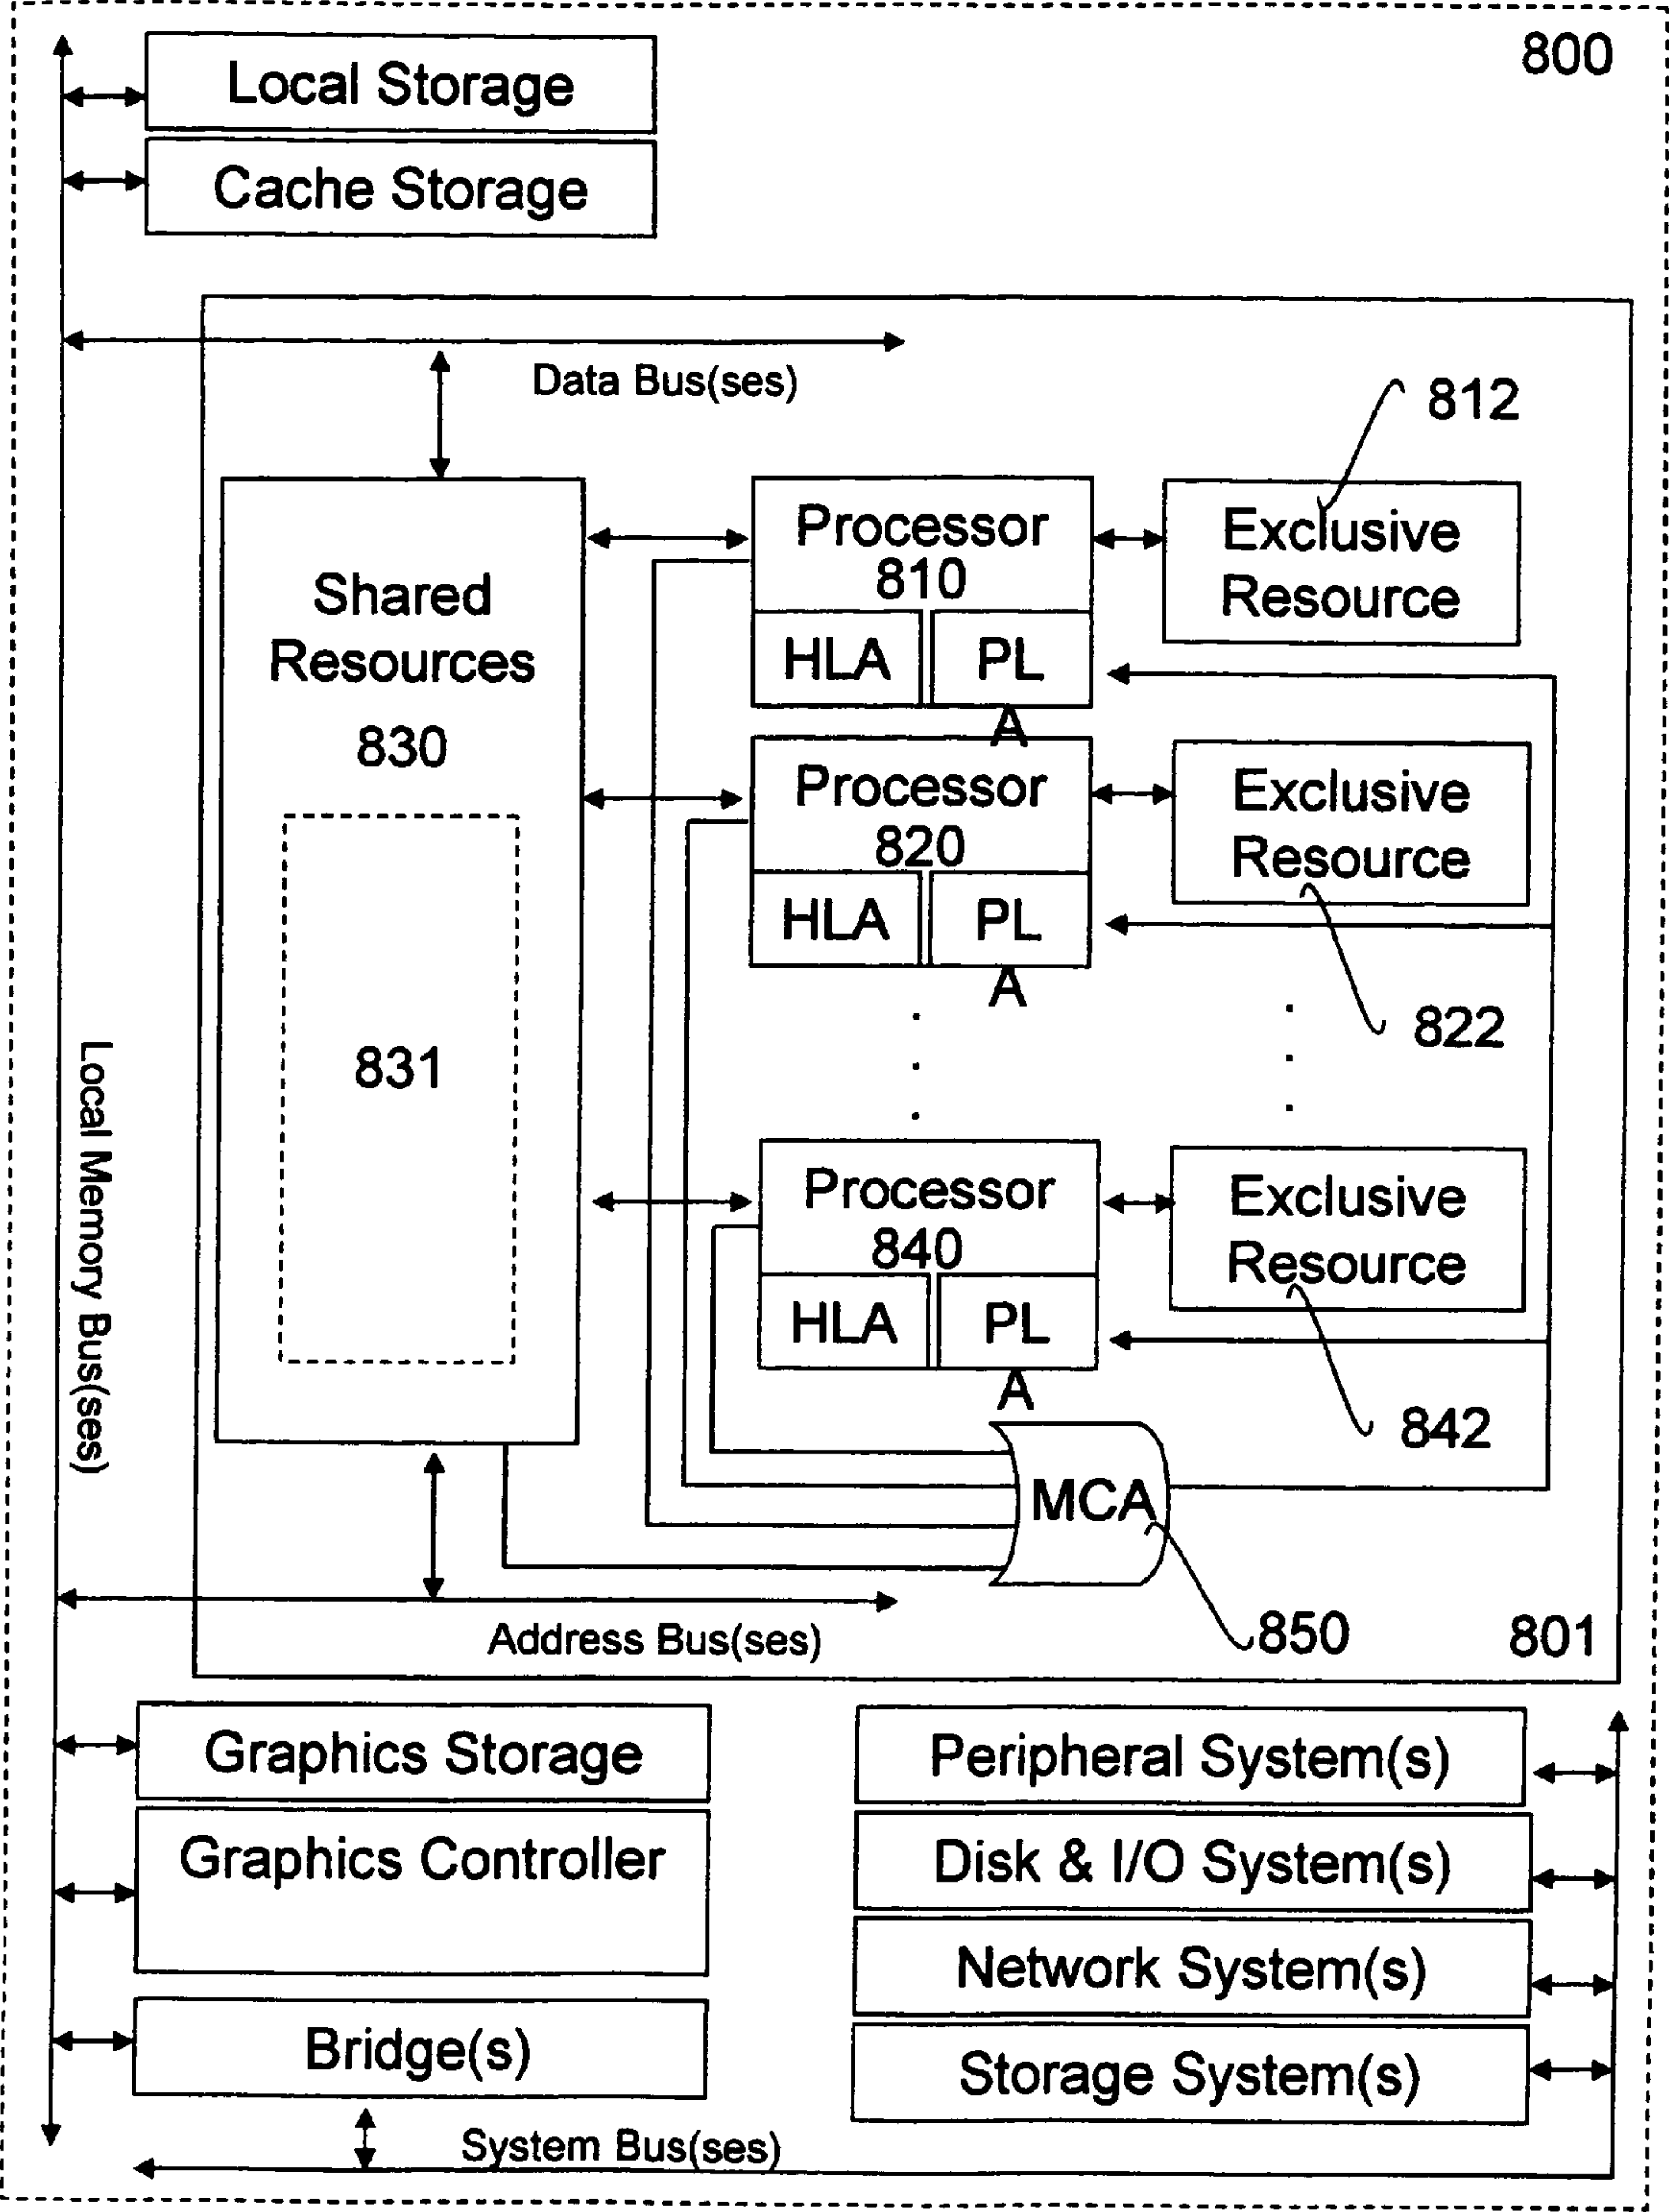 800
Local Storage
Cache Storage
Data Bus(ses)
812
Processor
810
HLA
PL
A
Exclusive
Resource
Shared
Resources
830
831
Processor
820
HLA
PL
A
Exclusive
Resource
822
.
.
.
.
.
.
Local Memory Bus(ses)
Processor
840
HLA
PL
A
Exclusive
Resource
842
MCA
850
801
Address Bus(ses)
Graphics Storage
Graphics Controller
Bridge(s)
Peripheral System(s)
Disk & I/O System(s)
Network System(s)
Storage System(s)
System Bus(ses)